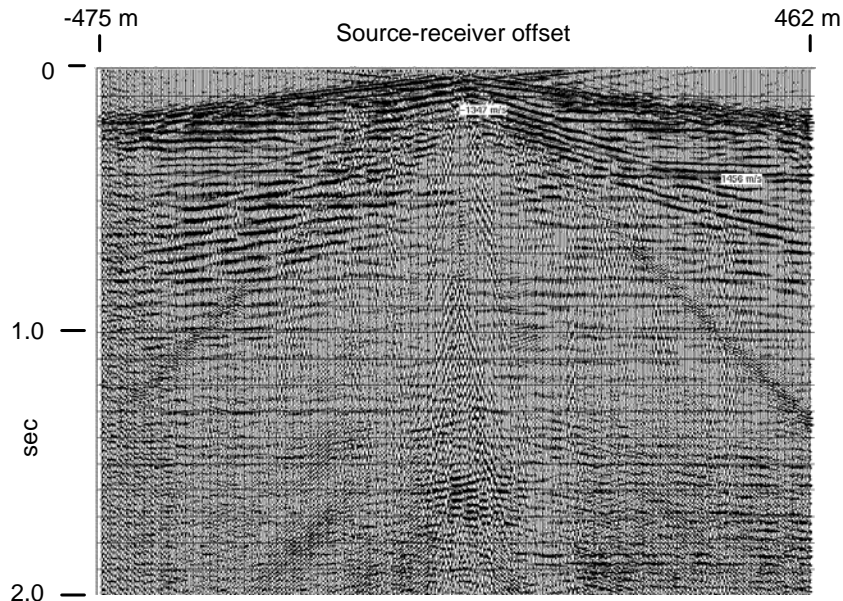 -475 m
462 m
Source-receiver offset
0
-1347 m/s
1456 m/s
1.0
sec
2.0